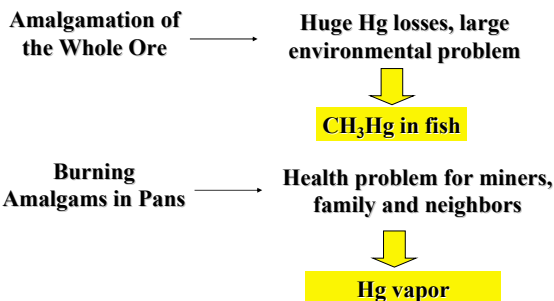 Amalgamation of
the Whole Ore
Huge Hg losses, large
environmental problem
CH₃Hg in fish
Burning
Amalgams in Pans
Health problem for miners,
family and neighbors
Hg vapor